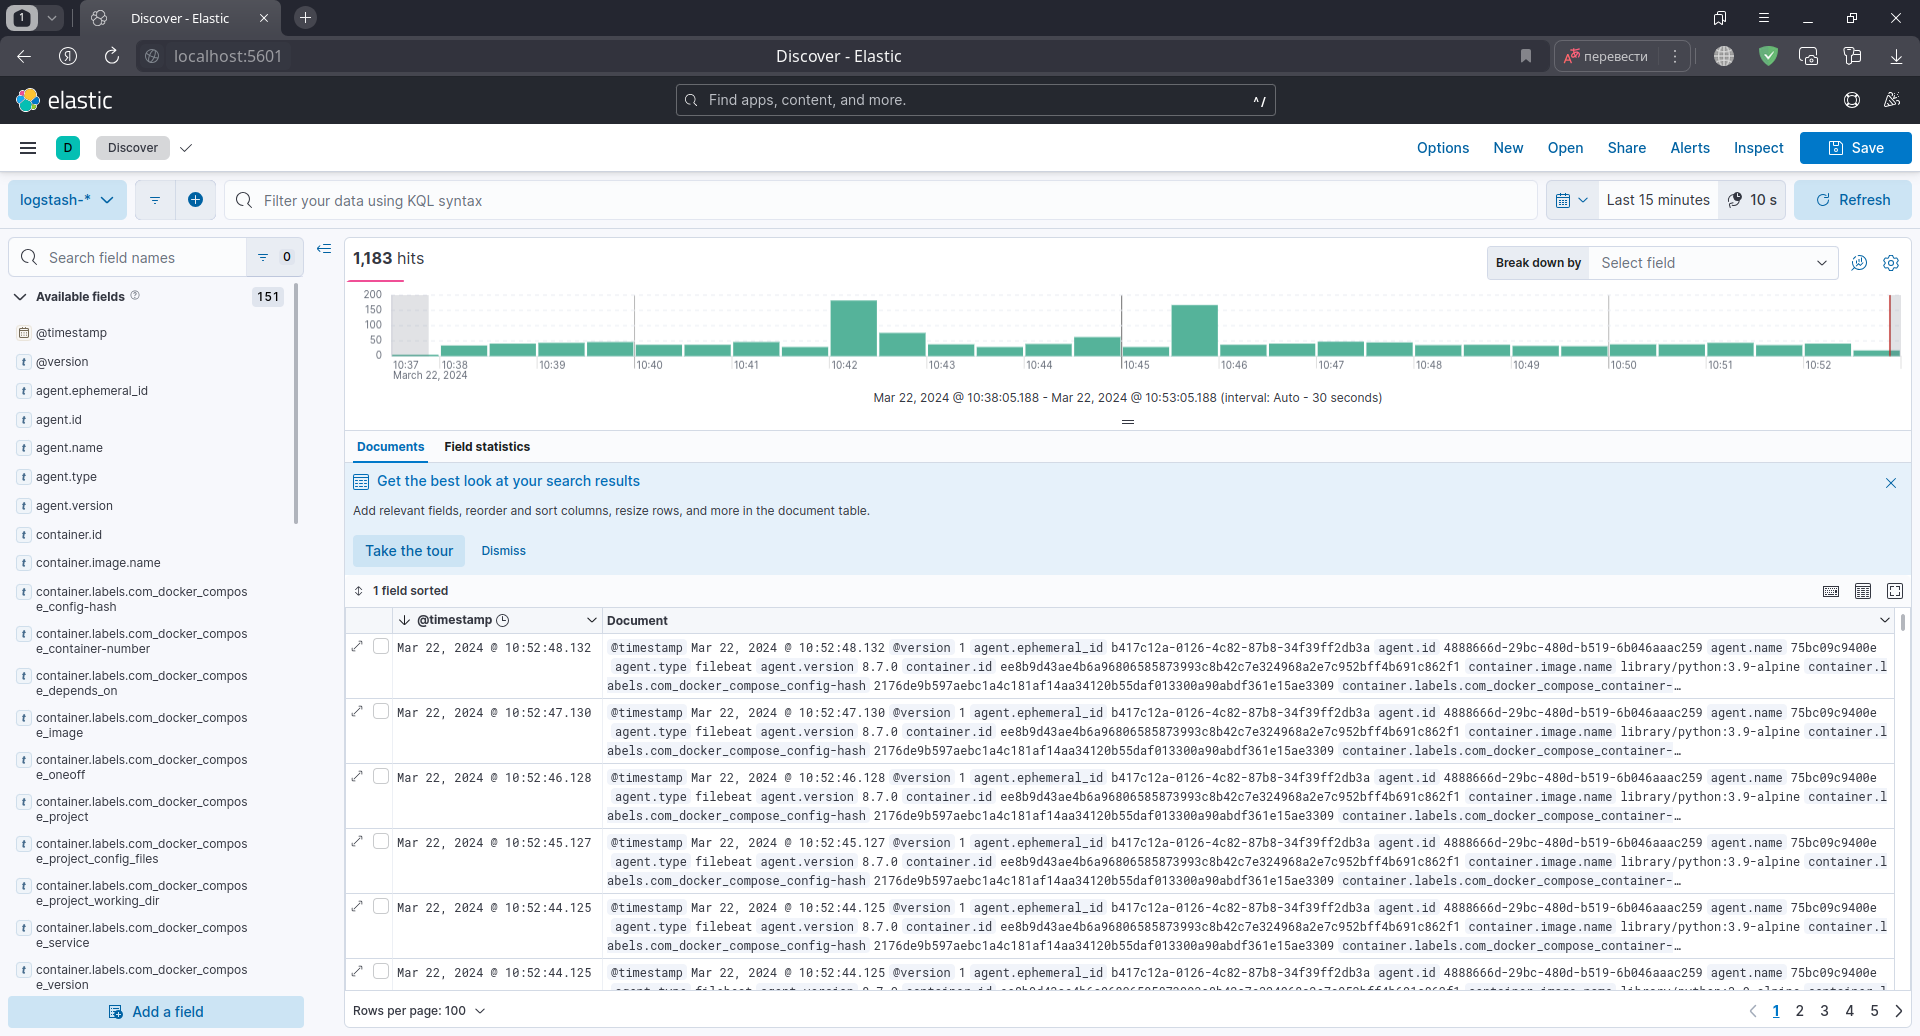 1
Discover - Elastic
localhost:5601
Discover - Elastic
перевести
elastic
Find apps, content, and more.
^/
D
Discover
Options
New
Open
Share
Alerts
Inspect
Save
logstash-*
Filter your data using KQL syntax
Last 15 minutes
10 s
Refresh
Search field names
0
Available fields
151
@timestamp
@version
agent.ephemeral_id
agent.id
agent.name
agent.type
agent.version
container.id
container.image.name
container.labels.com_docker_compos
e_config-hash
container.labels.com_docker_compos
e_container-number
container.labels.com_docker_compos
e_depends_on
container.labels.com_docker_compos
e_image
container.labels.com_docker_compos
e_oneoff
container.labels.com_docker_compos
e_project
container.labels.com_docker_compos
e_project_config_files
container.labels.com_docker_compos
e_project_working_dir
container.labels.com_docker_compos
e_service
container.labels.com_docker_compos
e_version
Add a field
1,183 hits
Break down by
Select field
200
150
100
50
0
10:37 10:38 10:39 10:40 10:41 10:42 10:43 10:44 10:45 10:46 10:47 10:48 10:49 10:50 10:51 10:52
March 22, 2024
Mar 22, 2024 @ 10:38:05.188 - Mar 22, 2024 @ 10:53:05.188 (interval: Auto - 30 seconds)
Documents
Field statistics
Get the best look at your search results
Add relevant fields, reorder and sort columns, resize rows, and more in the document table.
Take the tour
Dismiss
1 field sorted
@timestamp
Document
Mar 22, 2024 @ 10:52:48.132
@timestamp Mar 22, 2024 @ 10:52:48.132 @version 1 agent.ephemeral_id b417c12a-0126-4c82-87b8-34f39ff2db3a agent.id 4888666d-29bc-480d-b519-6b046aaac259 agent.name 75bc09c9400e
agent.type filebeat agent.version 8.7.0 container.id ee8b9d43ae4b6a96806585873993c8b42c7e324968a2e7c952bff4b691c862f1 container.image.name library/python:3.9-alpine container.l
abels.com_docker_compose_config-hash 2176de9b597aebc1a4c181af14aa34120b55daf013300a90abdf361e15ae3309 container.labels.com_docker_compose_container-…
Mar 22, 2024 @ 10:52:47.130
@timestamp Mar 22, 2024 @ 10:52:47.130 @version 1 agent.ephemeral_id b417c12a-0126-4c82-87b8-34f39ff2db3a agent.id 4888666d-29bc-480d-b519-6b046aaac259 agent.name 75bc09c9400e
agent.type filebeat agent.version 8.7.0 container.id ee8b9d43ae4b6a96806585873993c8b42c7e324968a2e7c952bff4b691c862f1 container.image.name library/python:3.9-alpine container.l
abels.com_docker_compose_config-hash 2176de9b597aebc1a4c181af14aa34120b55daf013300a90abdf361e15ae3309 container.labels.com_docker_compose_container-…
Mar 22, 2024 @ 10:52:46.128
@timestamp Mar 22, 2024 @ 10:52:46.128 @version 1 agent.ephemeral_id b417c12a-0126-4c82-87b8-34f39ff2db3a agent.id 4888666d-29bc-480d-b519-6b046aaac259 agent.name 75bc09c9400e
agent.type filebeat agent.version 8.7.0 container.id ee8b9d43ae4b6a96806585873993c8b42c7e324968a2e7c952bff4b691c862f1 container.image.name library/python:3.9-alpine container.l
abels.com_docker_compose_config-hash 2176de9b597aebc1a4c181af14aa34120b55daf013300a90abdf361e15ae3309 container.labels.com_docker_compose_container-…
Mar 22, 2024 @ 10:52:45.127
@timestamp Mar 22, 2024 @ 10:52:45.127 @version 1 agent.ephemeral_id b417c12a-0126-4c82-87b8-34f39ff2db3a agent.id 4888666d-29bc-480d-b519-6b046aaac259 agent.name 75bc09c9400e
agent.type filebeat agent.version 8.7.0 container.id ee8b9d43ae4b6a96806585873993c8b42c7e324968a2e7c952bff4b691c862f1 container.image.name library/python:3.9-alpine container.l
abels.com_docker_compose_config-hash 2176de9b597aebc1a4c181af14aa34120b55daf013300a90abdf361e15ae3309 container.labels.com_docker_compose_container-…
Mar 22, 2024 @ 10:52:44.125
@timestamp Mar 22, 2024 @ 10:52:44.125 @version 1 agent.ephemeral_id b417c12a-0126-4c82-87b8-34f39ff2db3a agent.id 4888666d-29bc-480d-b519-6b046aaac259 agent.name 75bc09c9400e
agent.type filebeat agent.version 8.7.0 container.id ee8b9d43ae4b6a96806585873993c8b42c7e324968a2e7c952bff4b691c862f1 container.image.name library/python:3.9-alpine container.l
abels.com_docker_compose_config-hash 2176de9b597aebc1a4c181af14aa34120b55daf013300a90abdf361e15ae3309 container.labels.com_docker_compose_container-…
Mar 22, 2024 @ 10:52:44.125
@timestamp Mar 22, 2024 @ 10:52:44.125 @version 1 agent.ephemeral_id b417c12a-0126-4c82-87b8-34f39ff2db3a agent.id 4888666d-29bc-480d-b519-6b046aaac259 agent.name 75bc09c9400e
Rows per page: 100
1 2 3 4 5